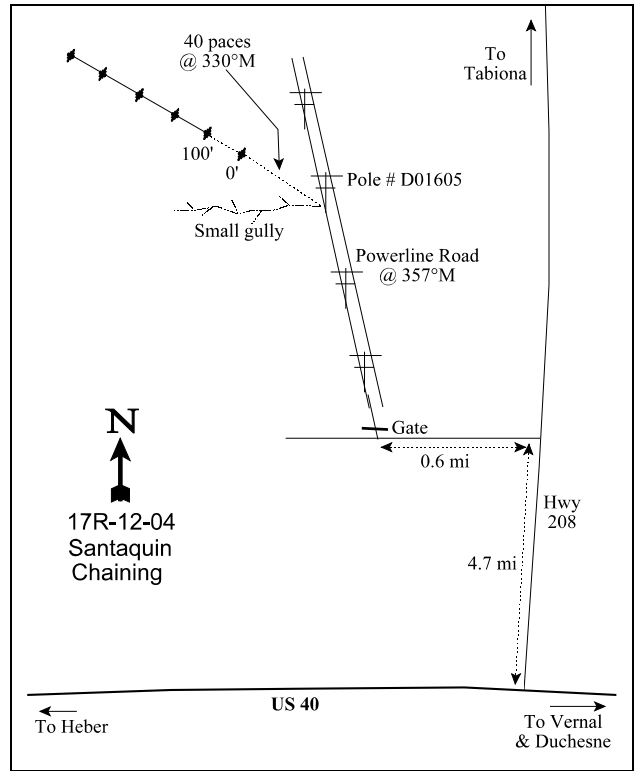 40 paces
@ 330°M
To
Tabiona
100'
0'
Pole # D01605
Small gully
Powerline Road
@ 357°M
N
Gate
0.6 mi
17R-12-04
Santaquin
Chaining
Hwy
208
4.7 mi
US 40
To Heber
To Vernal
& Duchesne